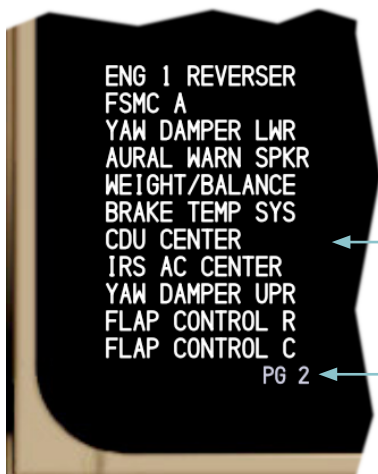 ENG 1 REVERSER
FSMC A
YAW DAMPER LWR
AURAL WARN SPKR
WEIGHT/BALANCE
BRAKE TEMP SYS
CDU CENTER
IRS AC CENTER
YAW DAMPER UPR
FLAP CONTROL R
FLAP CONTROL C
PG 2